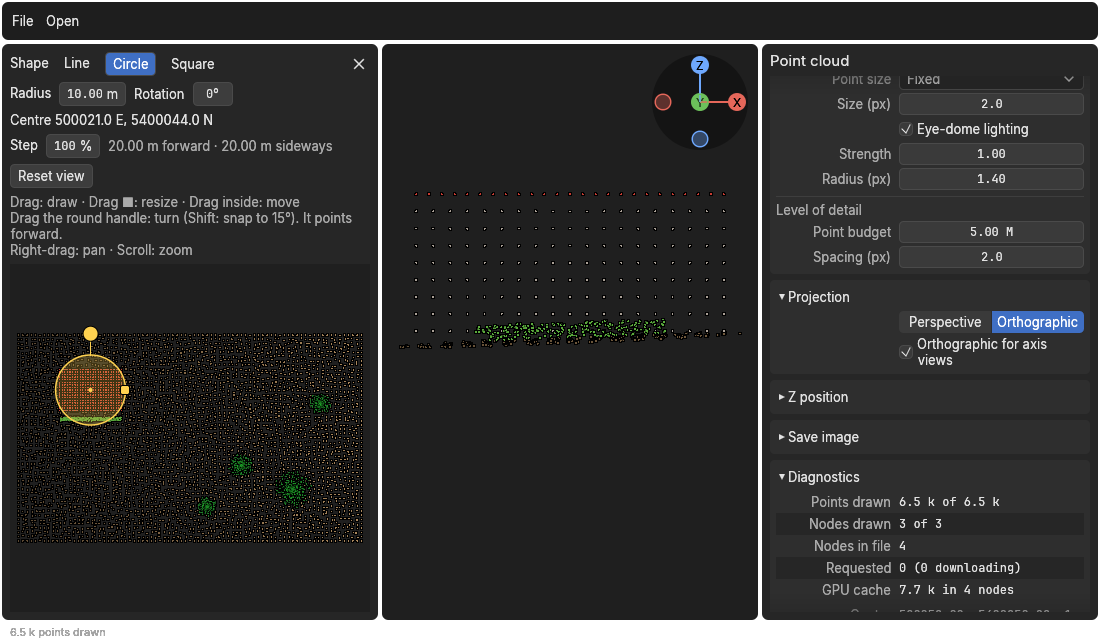 File Open
Shape Line Circle Square
Radius 10.00 m Rotation 0°
Centre 500021.0 E, 5400044.0 N
Step 100 % 20.00 m forward · 20.00 m sideways
Reset view
Drag: draw · Drag ■: resize · Drag inside: move
Drag the round handle: turn (Shift: snap to 15°). It points
forward.
Right-drag: pan · Scroll: zoom
Z
Y X
Point cloud
Point size Fixed
Size (px) 2.0
Eye-dome lighting
Strength 1.00
Radius (px) 1.40
Level of detail
Point budget 5.00 M
Spacing (px) 2.0
Projection
Perspective Orthographic
Orthographic for axis
views
Z position
Save image
Diagnostics
Points drawn 6.5 k of 6.5 k
Nodes drawn 3 of 3
Nodes in file 4
Requested 0 (0 downloading)
GPU cache 7.7 k in 4 nodes
6.5 k points drawn